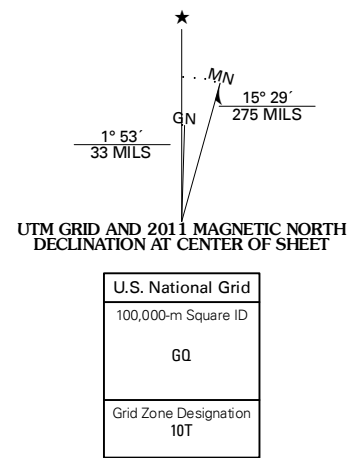 ★
MN
GN
15° 29´
275 MILS
1° 53´
33 MILS
UTM GRID AND 2011 MAGNETIC NORTH
DECLINATION AT CENTER OF SHEET
U.S. National Grid
100,000-m Square ID
GQ
Grid Zone Designation
10T